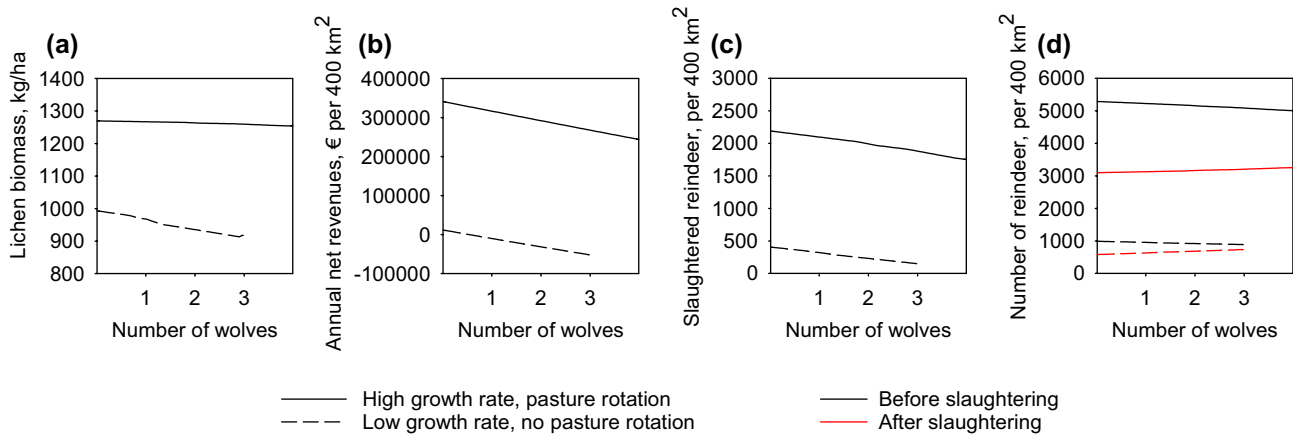 (a)
Lichen biomass, kg/ha
1400
1300
1200
1100
1000
900
800
1
2
3
Number of wolves
(b)
Annual net revenues, € per 400 km²
400000
300000
200000
100000
0
-100000
1
2
3
Number of wolves
(c)
Slaughtered reindeer, per 400 km²
3000
2500
2000
1500
1000
500
0
1
2
3
Number of wolves
(d)
Number of reindeer, per 400 km²
6000
5000
4000
3000
2000
1000
0
1
2
3
Number of wolves
High growth rate, pasture rotation
Low growth rate, no pasture rotation
Before slaughtering
After slaughtering